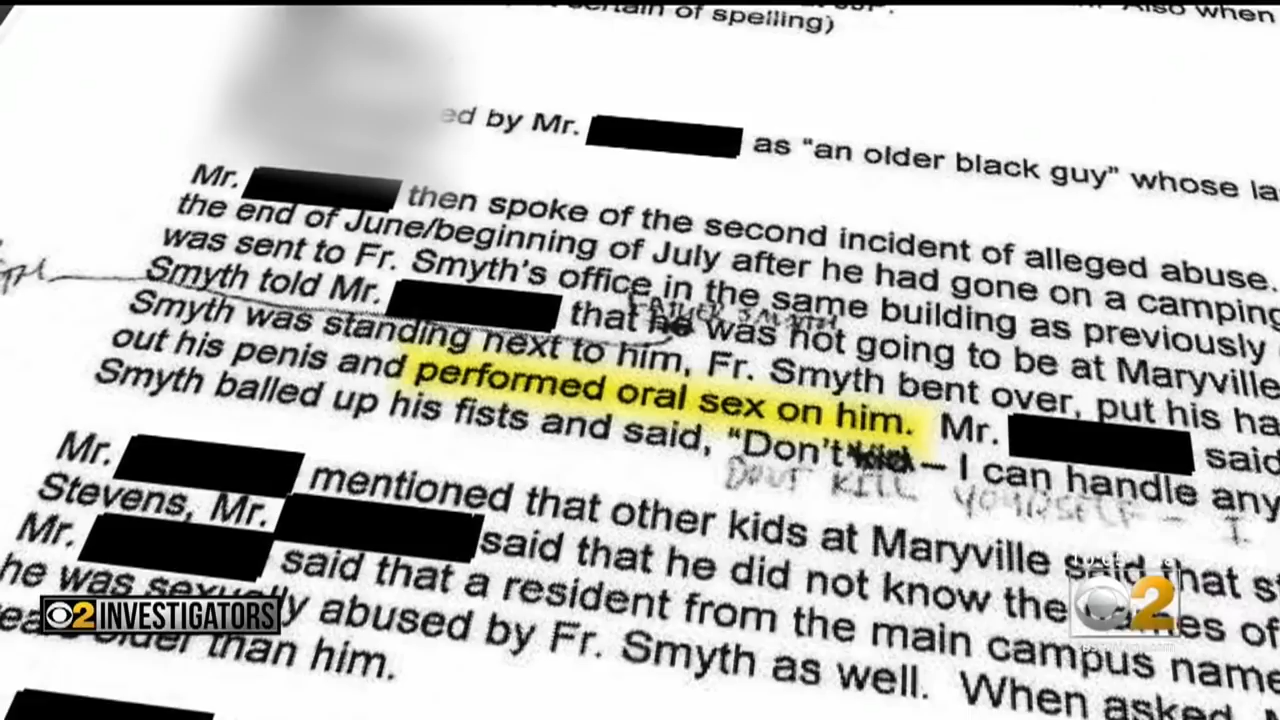 certain of spelling)
Also when
ed by Mr. as "an older black guy" whose la
Mr. then spoke of the second incident of alleged abuse.
the end of June/beginning of July after he had gone on a camping
was sent to Fr. Smyth's office in the same building as previously
FATHER SMYTH
Smyth told Mr. that he was not going to be at Maryville
Smyth was standing next to him, Fr. Smyth bent over, put his ha
out his penis and performed oral sex on him. Mr. said
Smyth balled up his fists and said, "Don't kid – I can handle any
DON'T KILL YOURSELF – I
Mr. mentioned that other kids at Maryville said that s
Stevens, Mr. said that he did not know the names of
Mr. said that a resident from the main campus name
he was sexually abused by Fr. Smyth as well. When asked,
older than him.
2 INVESTIGATORS
2